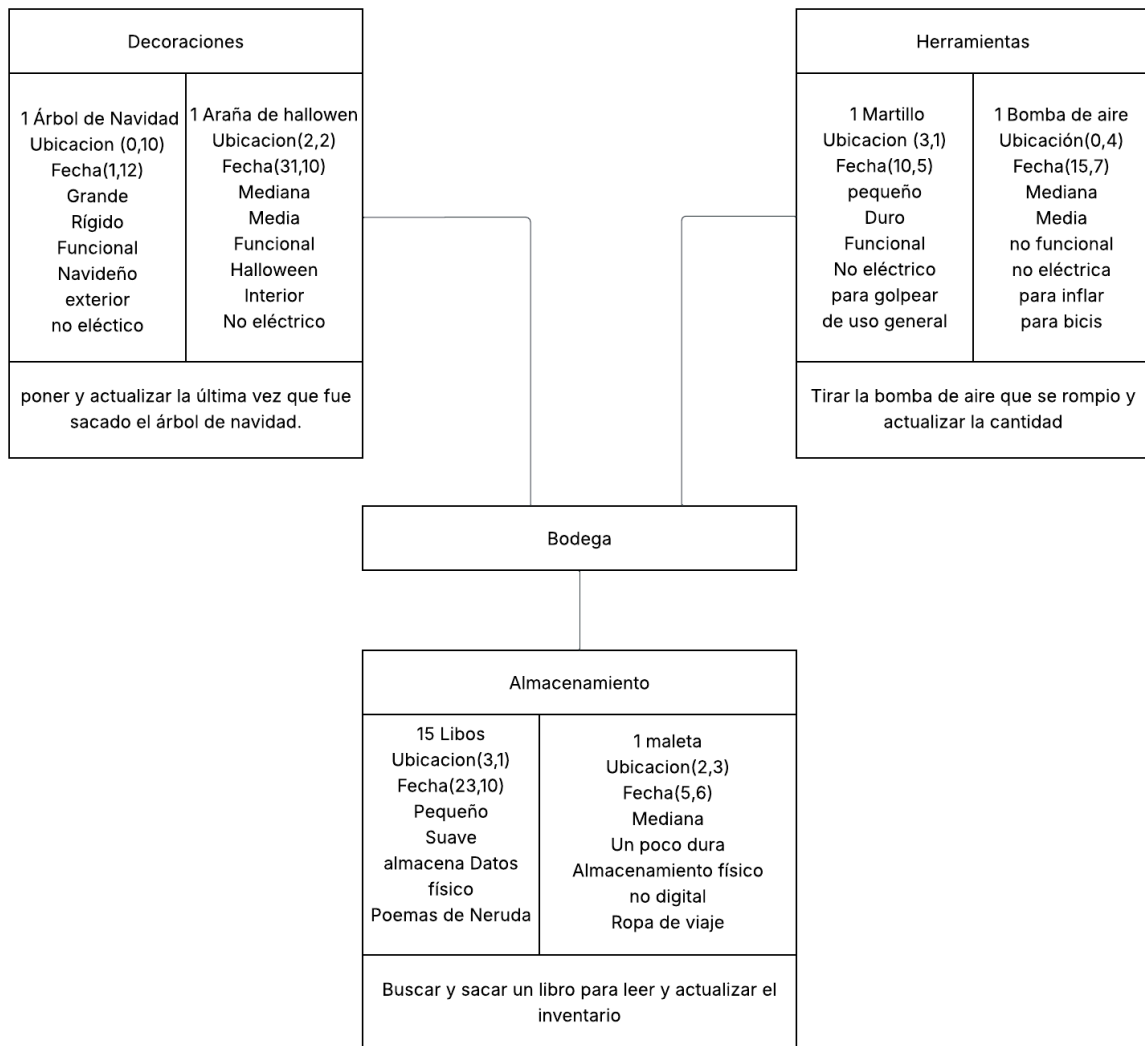 Decoraciones
1 Árbol de Navidad
Ubicacion (0,10)
Fecha(1,12)
Grande
Rígido
Funcional
Navideño
exterior
no eléctico
1 Araña de hallowen
Ubicacion(2,2)
Fecha(31,10)
Mediana
Media
Funcional
Halloween
Interior
No eléctrico
poner y actualizar la última vez que fue
sacado el árbol de navidad.
Herramientas
1 Martillo
Ubicacion (3,1)
Fecha(10,5)
pequeño
Duro
Funcional
No eléctrico
para golpear
de uso general
1 Bomba de aire
Ubicación(0,4)
Fecha(15,7)
Mediana
Media
no funcional
no eléctrica
para inflar
para bicis
Tirar la bomba de aire que se rompio y
actualizar la cantidad
Bodega
Almacenamiento
15 Libos
Ubicacion(3,1)
Fecha(23,10)
Pequeño
Suave
almacena Datos
físico
Poemas de Neruda
1 maleta
Ubicacion(2,3)
Fecha(5,6)
Mediana
Un poco dura
Almacenamiento físico
no digital
Ropa de viaje
Buscar y sacar un libro para leer y actualizar el
inventario